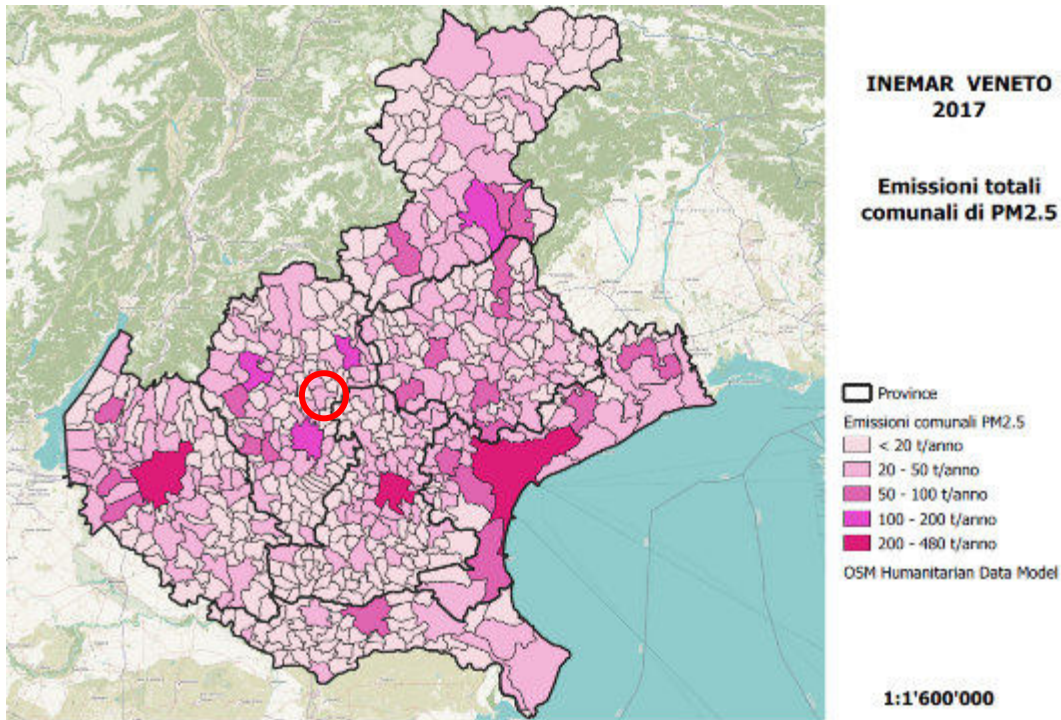 INEMAR VENETO
2017
Emissioni totali
comunali di PM2.5
Province
Emissioni comunali PM2.5
< 20 t/anno
20 - 50 t/anno
50 - 100 t/anno
100 - 200 t/anno
200 - 480 t/anno
OSM Humanitarian Data Model
1:1'600'000